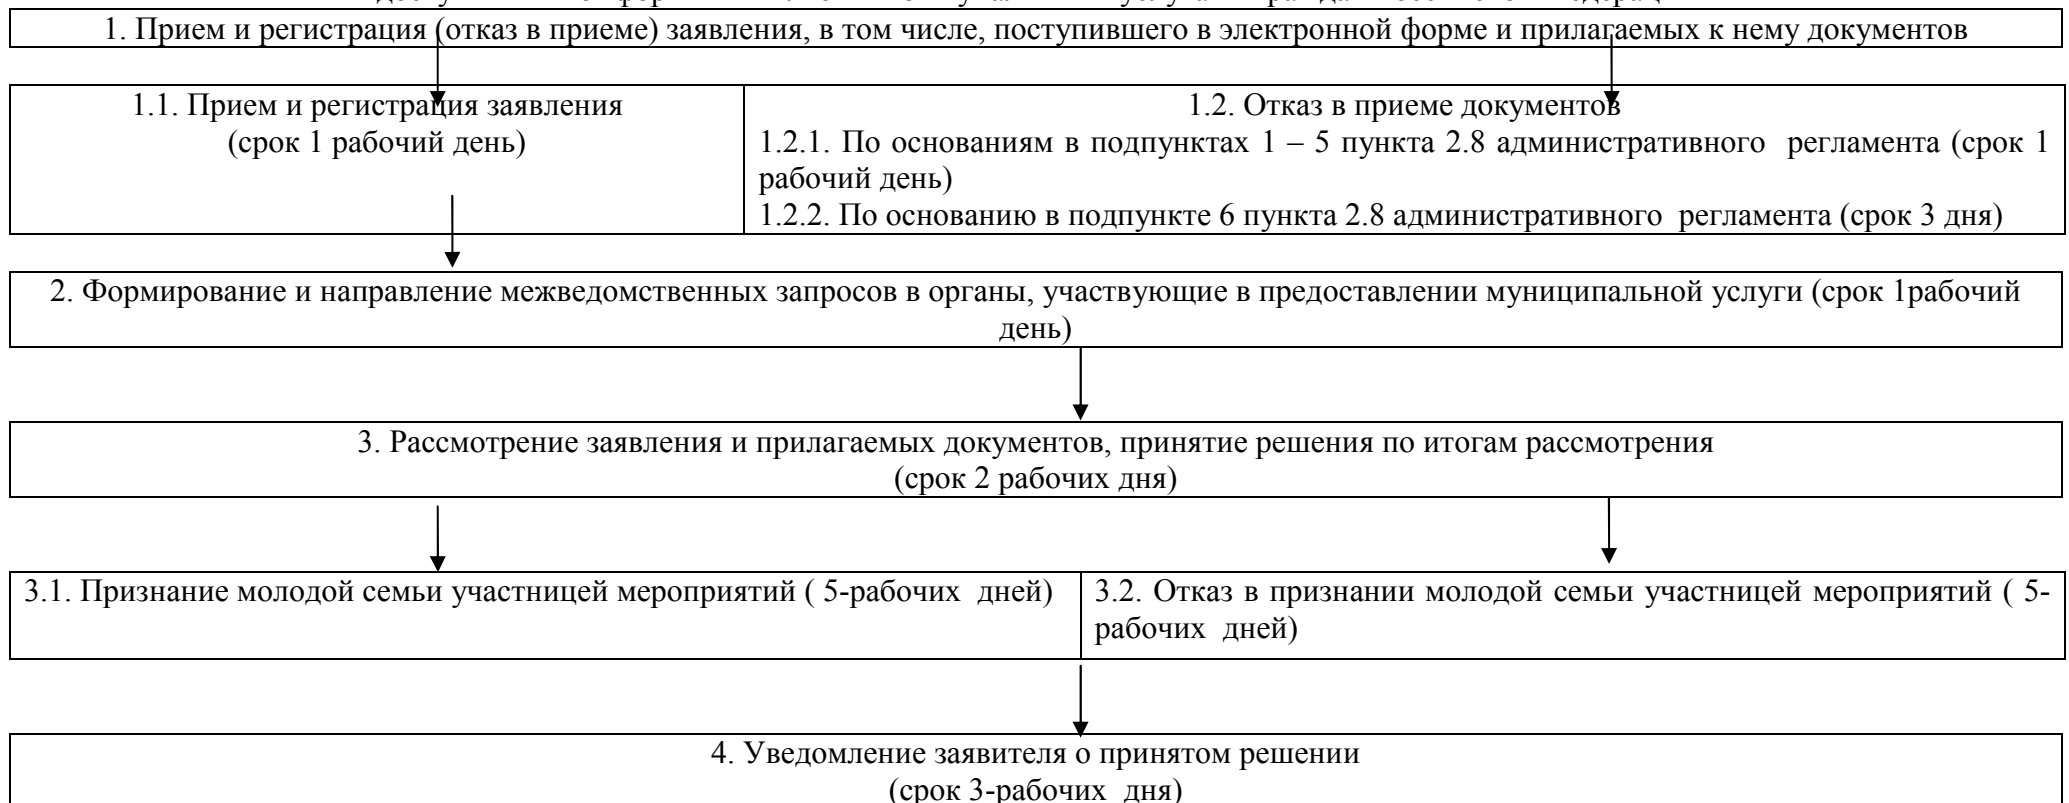 1. Прием и регистрация (отказ в приеме) заявления, в том числе, поступившего в электронной форме и прилагаемых к нему документов
1.1. Прием и регистрация заявления
(срок 1 рабочий день)
1.2. Отказ в приеме документов
1.2.1. По основаниям в подпунктах 1 – 5 пункта 2.8 административного регламента (срок 1
рабочий день)
1.2.2. По основанию в подпункте 6 пункта 2.8 административного регламента (срок 3 дня)
2. Формирование и направление межведомственных запросов в органы, участвующие в предоставлении муниципальной услуги (срок 1рабочий
день)
3. Рассмотрение заявления и прилагаемых документов, принятие решения по итогам рассмотрения
(срок 2 рабочих дня)
3.1. Признание молодой семьи участницей мероприятий ( 5-рабочих дней)
3.2. Отказ в признании молодой семьи участницей мероприятий ( 5-
рабочих дней)
4. Уведомление заявителя о принятом решении
(срок 3-рабочих дня)